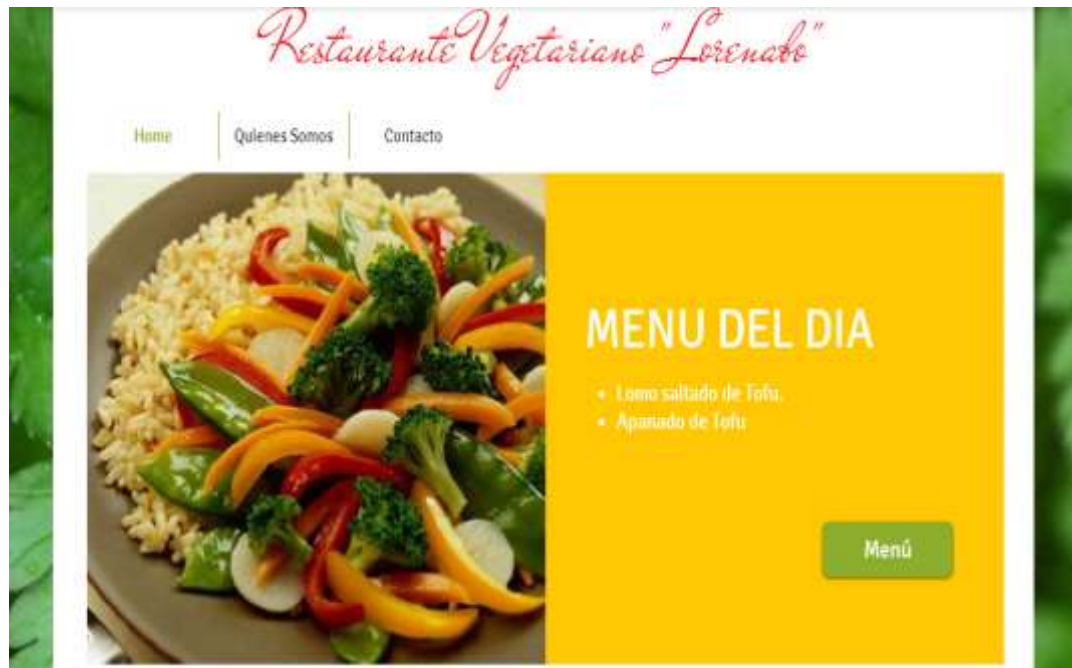 Restaurante Vegetariano "Lorenabo"
Home Quienes Somos Contacto
MENU DEL DIA
• Lomo saltado de Tofu.
• Apanado de Tofu
Menú